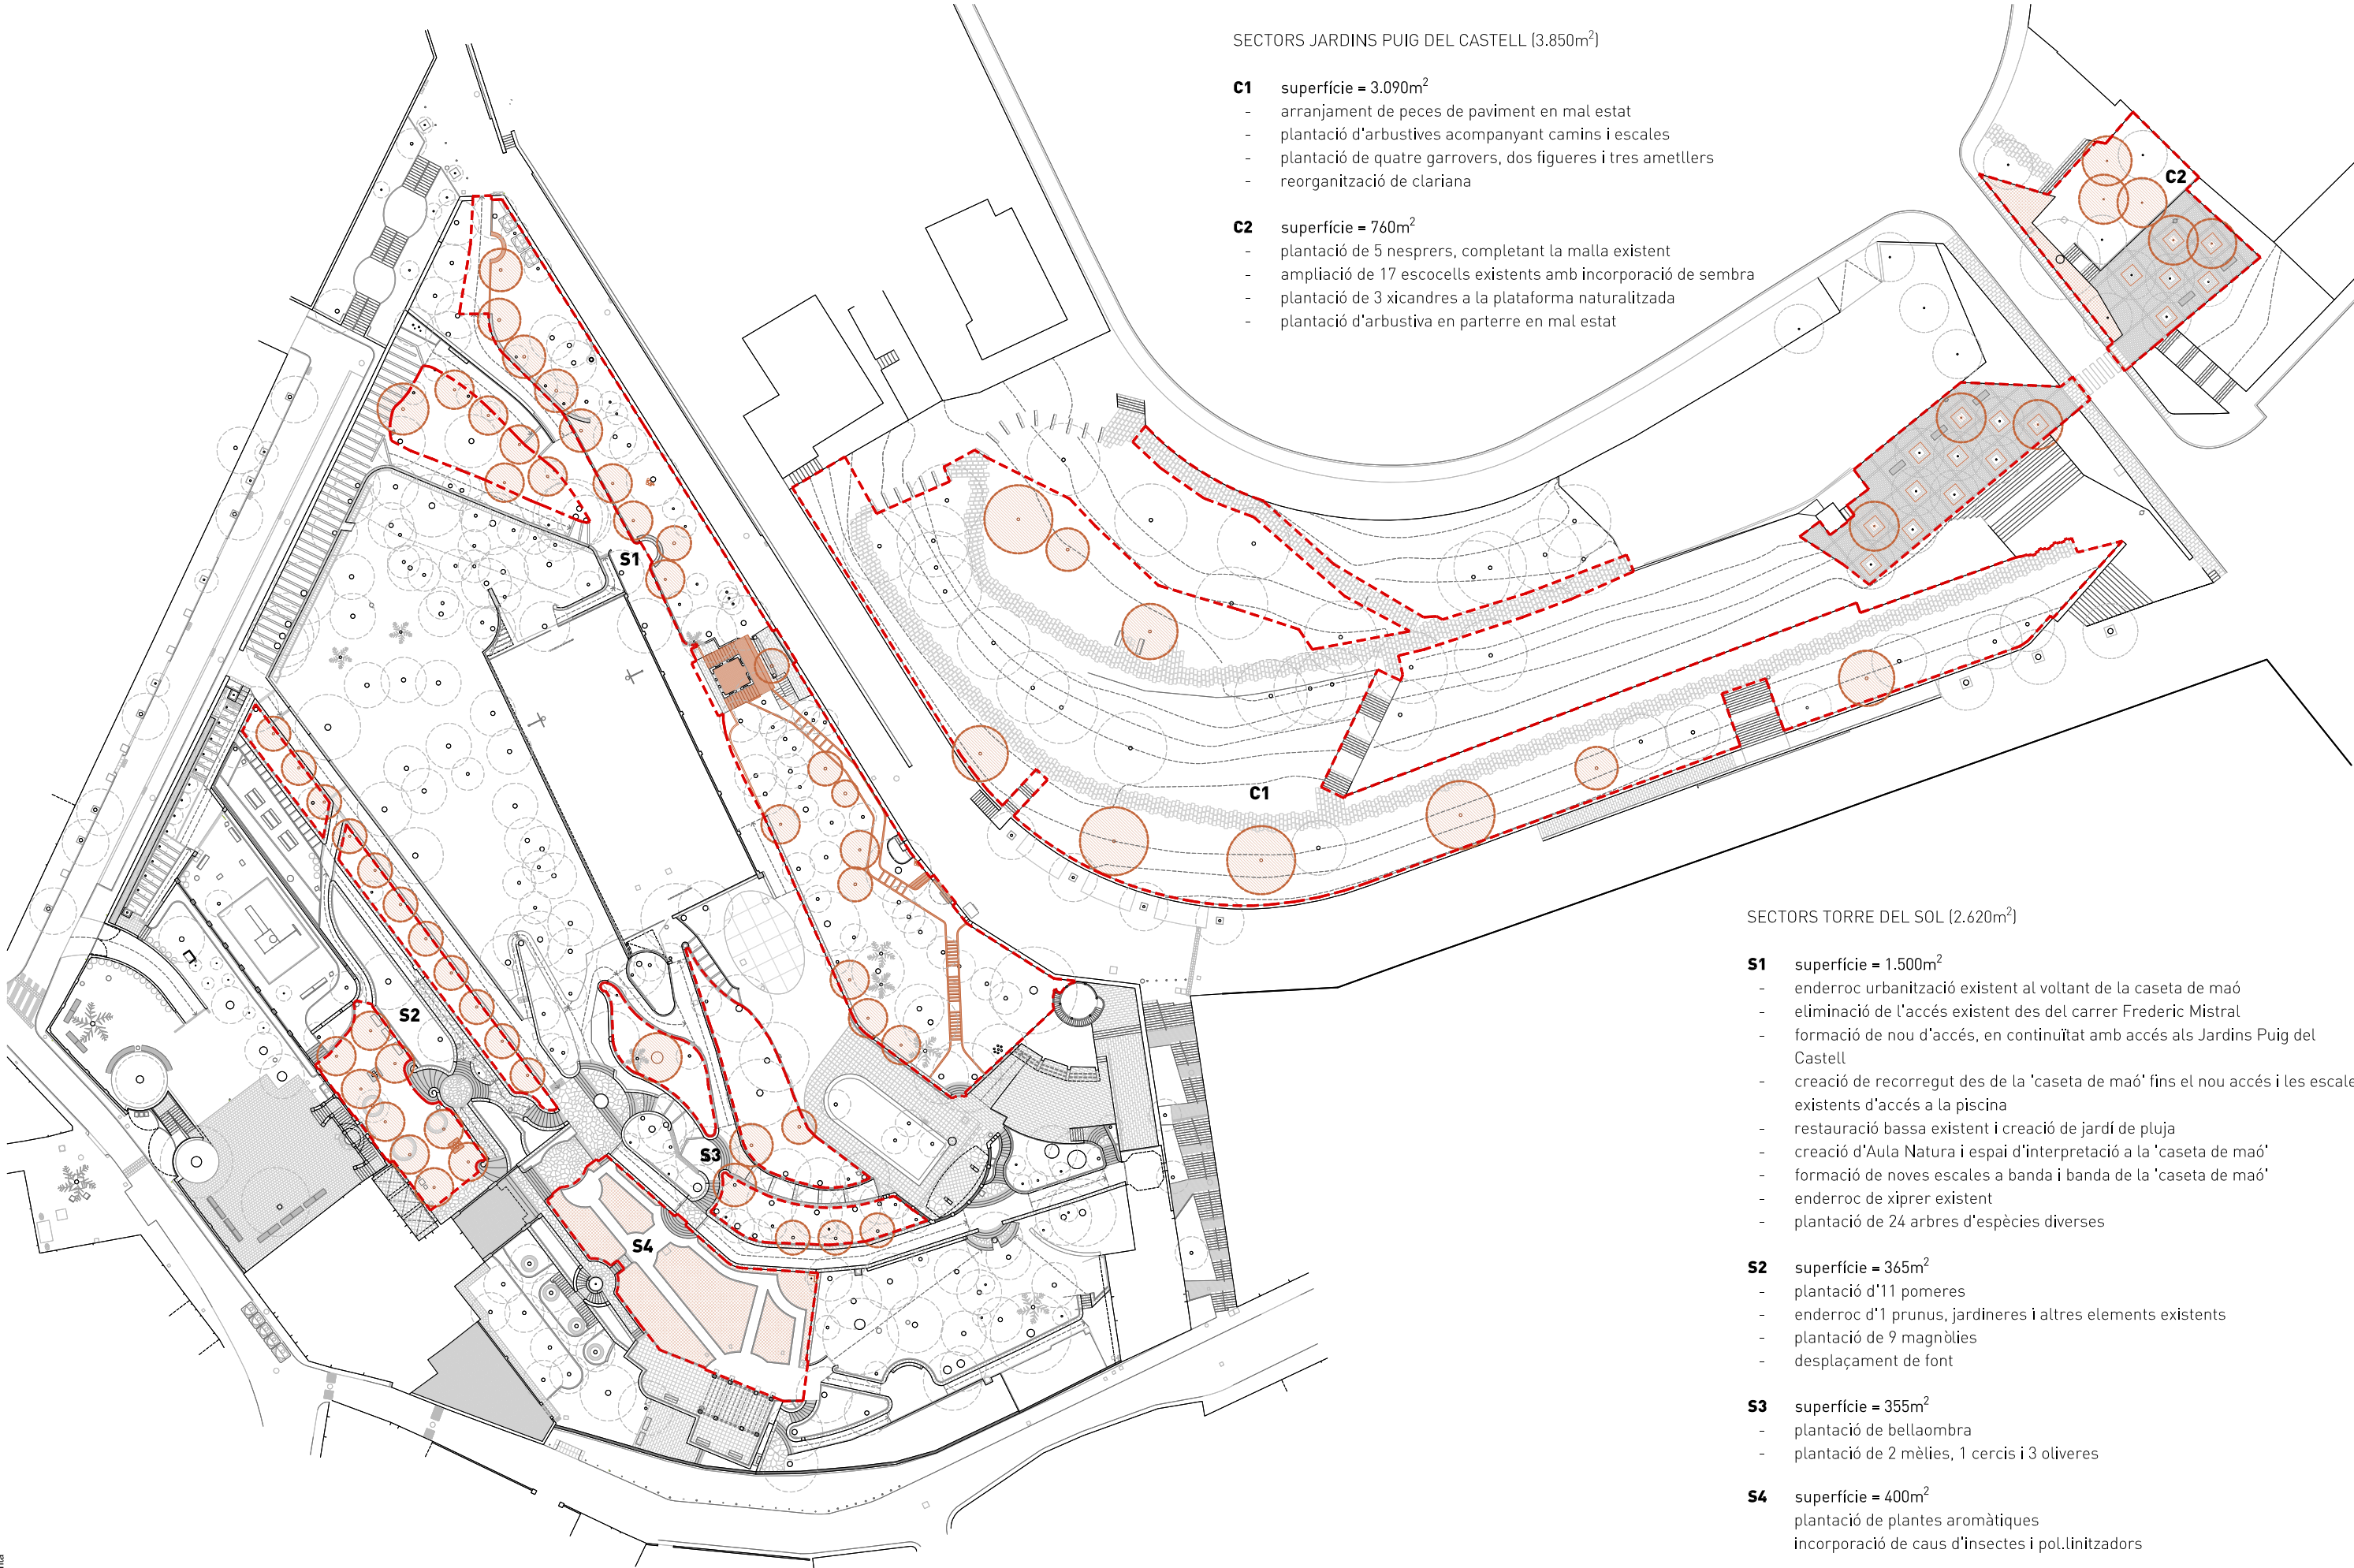 SECTORS JARDINS PUIG DEL CASTELL (3.850m²)
C1 superfície = 3.090m²
- arranjament de peces de paviment en mal estat
- plantació d'arbustives acompanyant camins i escales
- plantació de quatre garrovers, dos figueres i tres ametllers
- reorganització de clariana
C2 superfície = 760m²
- plantació de 5 nesprers, completant la malla existent
- ampliació de 17 escocells existents amb incorporació de sembra
- plantació de 3 xicandres a la plataforma naturalitzada
- plantació d'arbustiva en parterre en mal estat
C2
S1
C1
S2
S3
S4
SECTORS TORRE DEL SOL (2.620m²)
S1 superfície = 1.500m²
- enderroc urbanització existent al voltant de la caseta de maó
- eliminació de l'accés existent des del carrer Frederic Mistral
- formació de nou d'accés, en continuïtat amb accés als Jardins Puig del
Castell
- creació de recorregut des de la 'caseta de maó' fins el nou accés i les escale
existents d'accés a la piscina
- restauració bassa existent i creació de jardí de pluja
- creació d'Aula Natura i espai d'interpretació a la 'caseta de maó'
- formació de noves escales a banda i banda de la 'caseta de maó'
- enderroc de xiprer existent
- plantació de 24 arbres d'espècies diverses
S2 superfície = 365m²
- plantació d'11 pomeres
- enderroc d'1 prunus, jardineres i altres elements existents
- plantació de 9 magnòlies
- desplaçament de font
S3 superfície = 355m²
- plantació de bellaombra
- plantació de 2 mèlies, 1 cercis i 3 oliveres
S4 superfície = 400m²
plantació de plantes aromàtiques
incorporació de caus d'insectes i pol.linitzadors